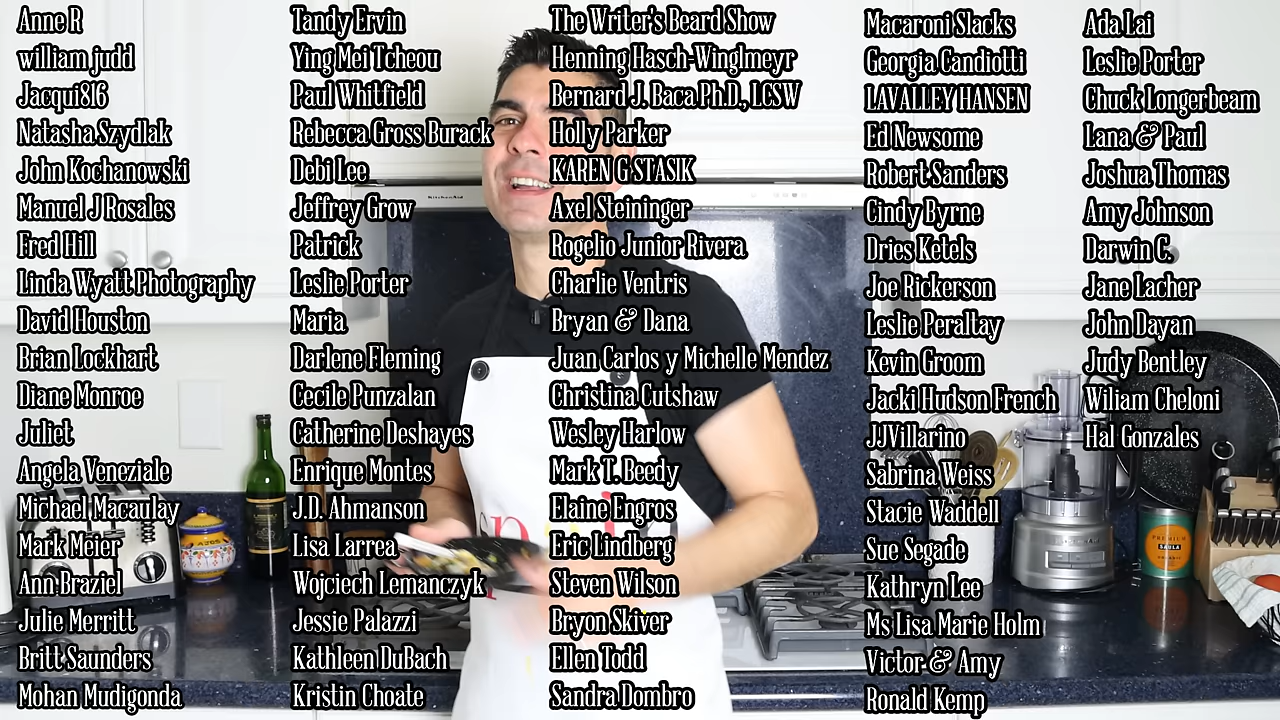 Anne R
william judd
Jacqui816
Natasha Szydlak
John Kochanowski
Manuel J Rosales
Fred Hill
Linda Wyatt Photography
David Houston
Brian Lockhart
Diane Monroe
Juliet
Angela Veneziale
Michael Macaulay
Mark Meier
Ann Braziel
Julie Merritt
Britt Saunders
Mohan Mudigonda
Tandy Ervin
Ying Mei Tcheou
Paul Whitfield
Rebecca Gross Burack
Debi Lee
Jeffrey Grow
Patrick
Leslie Porter
Maria
Darlene Fleming
Cecile Punzalan
Catherine Deshayes
Enrique Montes
J.D. Ahmanson
Lisa Larrea
Wojciech Lemanczyk
Jessie Palazzi
Kathleen DuBach
Kristin Choate
The Writer's Beard Show
Henning Hasch-Winglmeyr
Bernard J. Baca.Ph.D., LCSW
Holly Parker
KAREN G STASIK
Axel Steininger
Rogelio Junior Rivera
Charlie Ventris
Bryan & Dana
Juan Carlos y Michelle Mendez
Christina Cutshaw
Wesley Harlow
Mark T. Beedy
Elaine Engros
Eric Lindberg
Steven Wilson
Bryon Skiver
Ellen Todd
Sandra Dombro
Macaroni Slacks
Georgia Candiotti
LAVALLEY HANSEN
Ed Newsome
Robert Sanders
Cindy Byrne
Dries Ketels
Joe Rickerson
Leslie Peraltay
Kevin Groom
Jacki Hudson French
JJVillarino
Sabrina Weiss
Stacie Waddell
Sue Segade
Kathryn Lee
Ms Lisa Marie Holm
Victor & Amy
Ronald Kemp
Ada Lai
Leslie Porter
Chuck Longerbeam
Lana & Paul
Joshua Thomas
Amy Johnson
Darwin C.
Jane Lacher
John Dayan
Judy Bentley
Wiliam Cheloni
Hal Gonzales
KitchenAid
AJOS
PREMIUM
SAULA